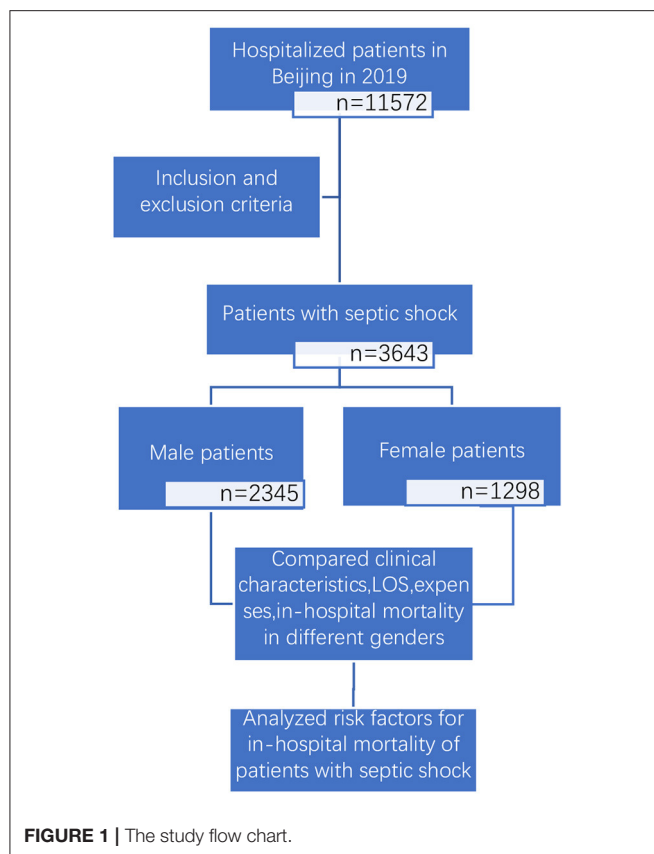 Hospitalized patients in
Beijing in 2019
n=11572
Inclusion and
exclusion criteria
Patients with septic shock
n=3643
Male patients
n=2345
Female patients
n=1298
Compared clinical
characteristics,LOS,expen
ses,in-hospital mortality
in different genders
Analyzed risk factors for
in-hospital mortality of
patients with septic shock
FIGURE 1 | The study flow chart.